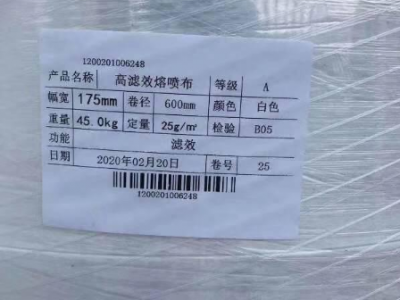 1200201006248
产品名称 高滤效熔喷布 等级 A
幅宽 175mm 卷径 600mm 颜色 白色
重量 45.0kg 定量 25g/㎡ 检验 B05
功能 滤效
日期 2020年02月20日 卷号 25
1200201006248